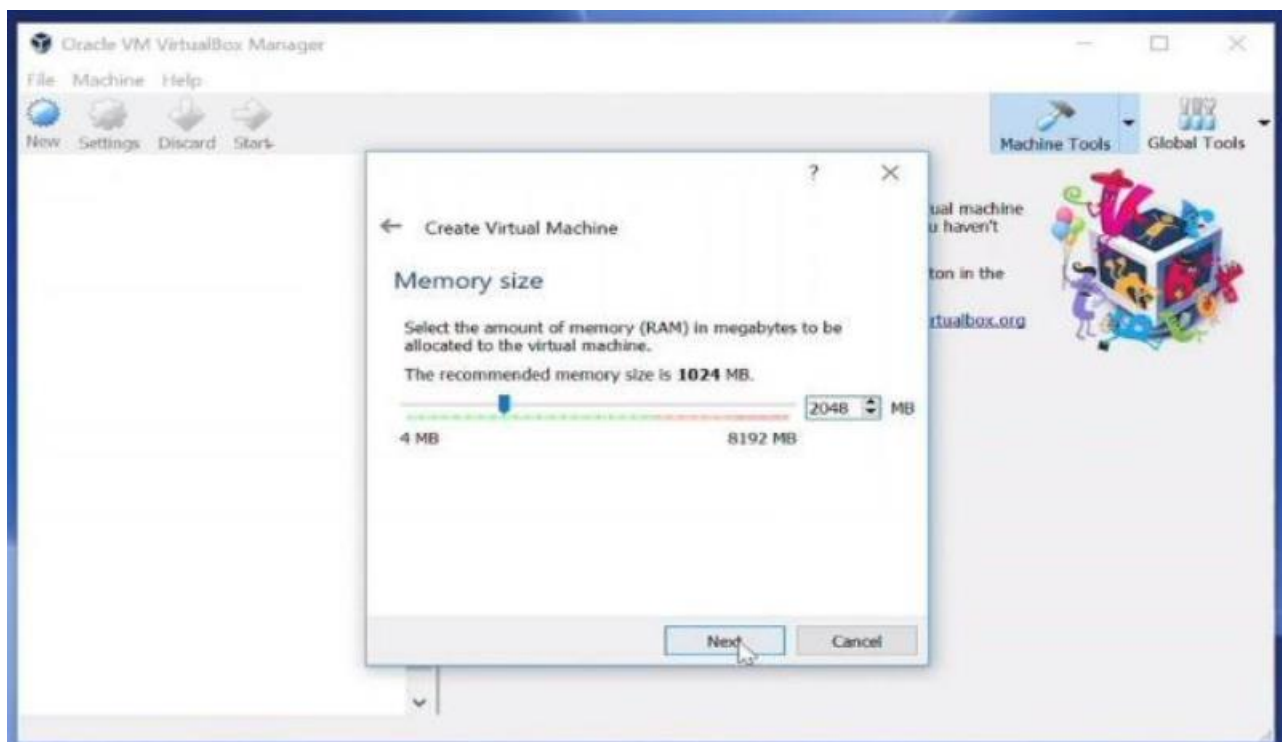 Oracle VM VirtualBox Manager
File Machine Help
New Settings Discard Start
Machine Tools Global Tools
?
Create Virtual Machine
Memory size
Select the amount of memory (RAM) in megabytes to be
allocated to the virtual machine.
The recommended memory size is 1024 MB.
2048 MB
4 MB 8192 MB
Next Cancel
ual machine
u haven't
ton in the
rtualbox.org